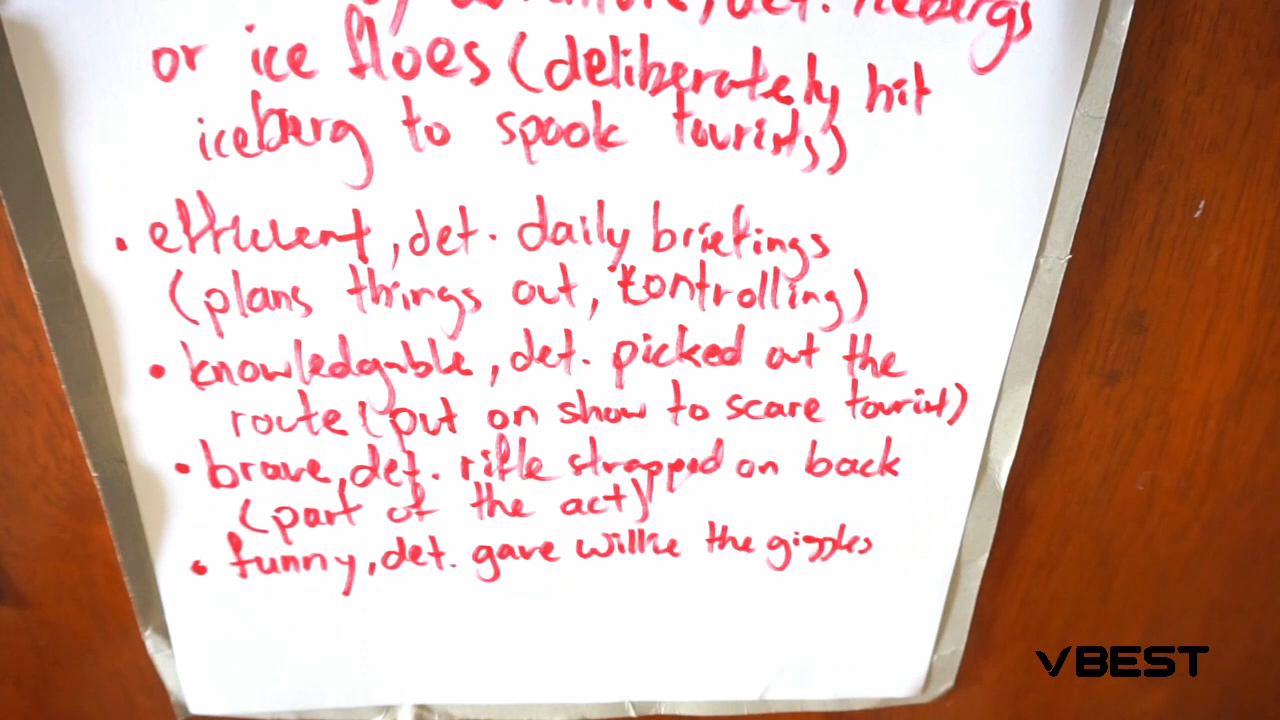 det. icebergs
or ice floes (deliberately hit
iceberg to spook tourists)
• efficient, det. daily briefings
(plans things out, controlling)
• knowledgable, det. picked out the
route (put on show to scare tourist)
• brave, det. rifle strapped on back
(part of the act)
• funny, det. gave willie the giggles
VBEST